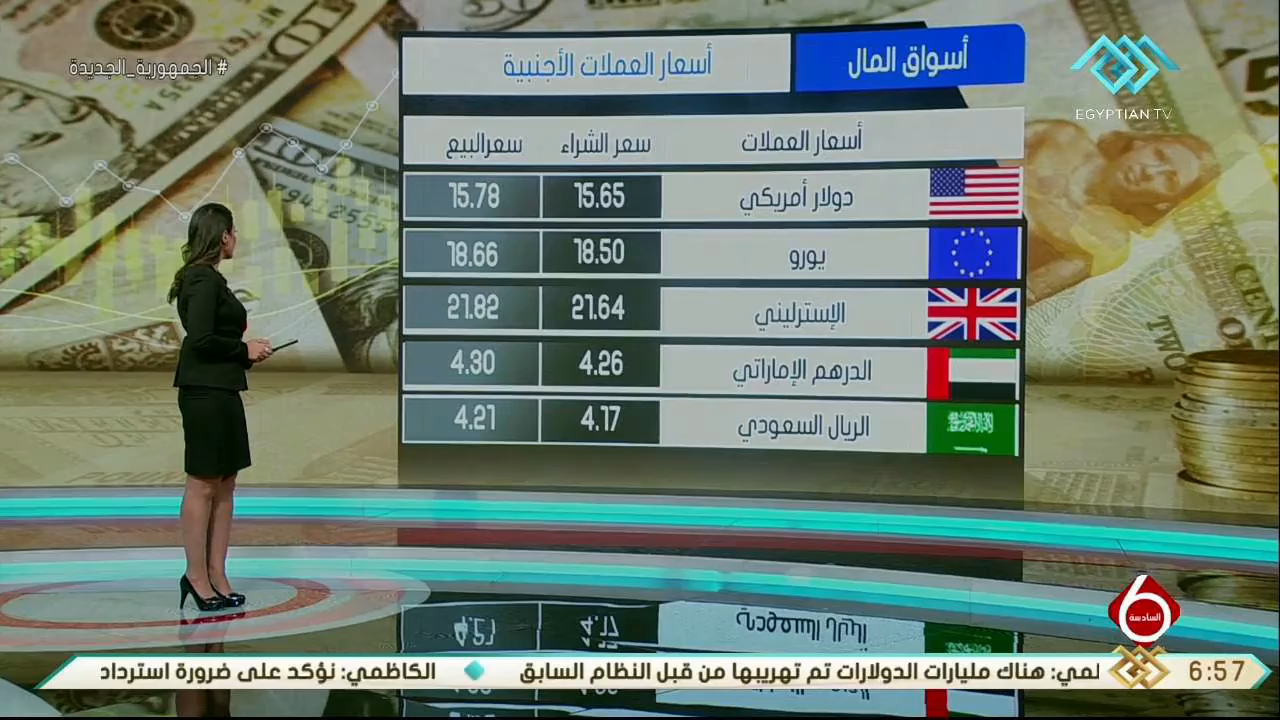 #الجمهورية_الجديدة
أسواق المال
أسعار العملات الأجنبية
EGYPTIAN TV
أسعار العملات سعر الشراء سعرالبيع
دولار أمريكي 15.65 15.78
يورو 18.50 18.66
الإسترليني 21.64 21.82
الدرهم الإماراتي 4.26 4.30
الريال السعودي 4.17 4.21
6
السادسة
6:57
لمي: هناك مليارات الدولارات تم تهريبها من قبل النظام السابق
الكاظمي: نؤكد على ضرورة استرداد